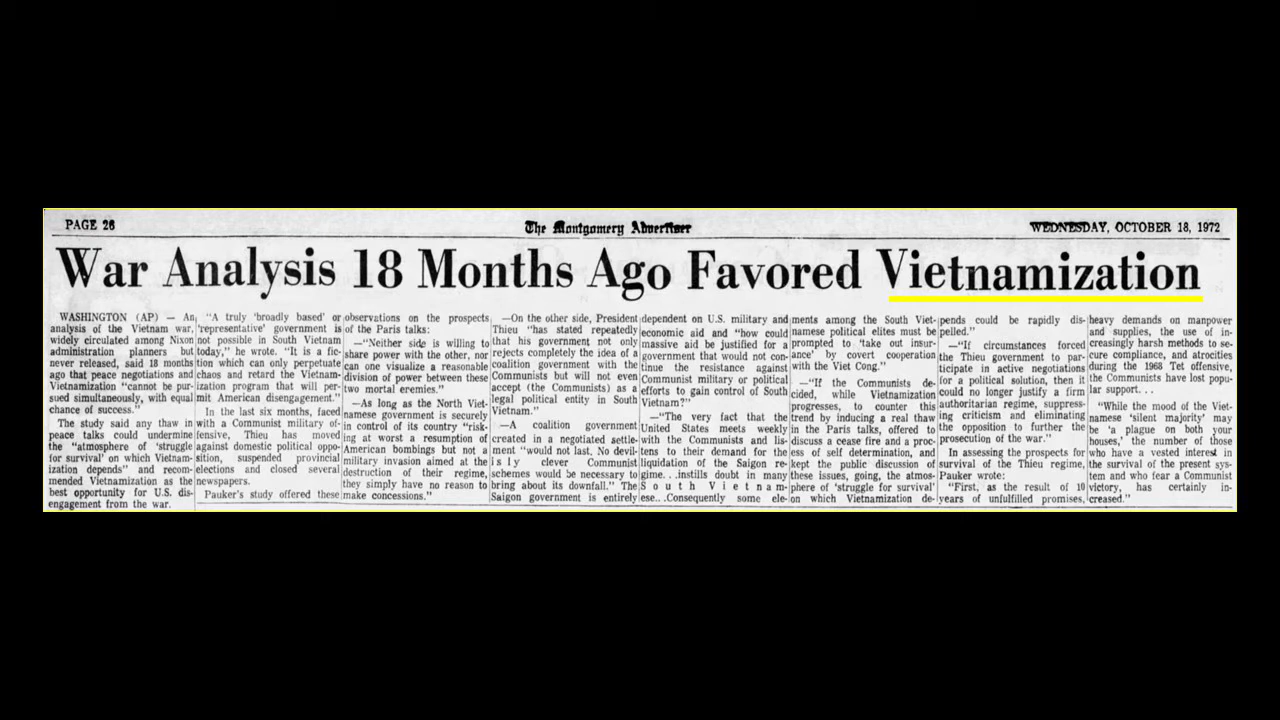 PAGE 26
The Montgomery Advertiser
WEDNESDAY, OCTOBER 18, 1972
War Analysis 18 Months Ago Favored Vietnamization
WASHINGTON (AP) — An
analysis of the Vietnam war,
widely circulated among Nixon
administration planners but
never released, said 18 months
ago that peace negotiations and
Vietnamization "cannot be pur-
sued simultaneously, with equal
chance of success."
The study said any thaw in
peace talks could undermine
the "atmosphere of 'struggle
for survival' on which Vietnam-
ization depends" and recom-
mended Vietnamization as the
best opportunity for U.S. dis-
engagement from the war.
"A truly 'broadly based' or
'representative' government is
not possible in South Vietnam
today," he wrote. "It is a fic-
tion which can only perpetuate
chaos and retard the Vietnam-
ization program that will per-
mit American disengagement."
In the last six months, faced
with a Communist military of-
fensive, Thieu has moved
against domestic political oppo-
sition, suspended provincial
elections and closed several
newspapers.
Pauker's study offered these
observations on the prospects
of the Paris talks:
—"Neither side is willing to
share power with the other, nor
can one visualize a reasonable
division of power between these
two mortal enemies."
—As long as the North Viet-
namese government is securely
in control of its country "risk-
ing at worst a resumption of
American bombings but not a
military invasion aimed at the
destruction of their regime,
they simply have no reason to
make concessions."
—On the other side, President
Thieu "has stated repeatedly
that his government not only
rejects completely the idea of a
coalition government with the
Communists but will not even
accept (the Communists) as a
legal political entity in South
Vietnam."
—A coalition government
created in a negotiated settle-
ment "would not last. No devil-
isly clever Communist
schemes would be necessary to
bring about its downfall." The
Saigon government is entirely
dependent on U.S. military and
economic aid and "how could
massive aid be justified for a
government that would not con-
tinue the resistance against
Communist military or political
efforts to gain control of South
Vietnam?"
—"The very fact that the
United States meets weekly
with the Communists and lis-
tens to their demand for the
liquidation of the Saigon re-
gime. . .instills doubt in many
South Vietnam-
ese. . .Consequently some ele-
ments among the South Viet-
namese political elites must be
prompted to 'take out insur-
ance' by covert cooperation
with the Viet Cong."
—"If the Communists de-
cided, while Vietnamization
progresses, to counter this
trend by inducing a real thaw
in the Paris talks, offered to
discuss a cease fire and a proc-
ess of self determination, and
kept the public discussion of
these issues, going, the atmos-
phere of 'struggle for survival'
on which Vietnamization de-
pends could be rapidly dis-
pelled."
—"If circumstances forced
the Thieu government to par-
ticipate in active negotiations
for a political solution, then it
could no longer justify a firm
authoritarian regime, suppress-
ing criticism and eliminating
the opposition to further the
prosecution of the war."
In assessing the prospects for
survival of the Thieu regime,
Pauker wrote:
"First, as the result of 10
years of unfulfilled promises,
heavy demands on manpower
and supplies, the use of in-
creasingly harsh methods to se-
cure compliance, and atrocities
during the 1968 Tet offensive,
the Communists have lost popu-
lar support. . .
"While the mood of the Viet-
namese 'silent majority' may
be 'a plague on both your
houses,' the number of those
who have a vested interest in
the survival of the present sys-
tem and who fear a Communist
victory, has certainly in-
creased."